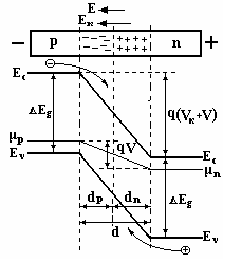 E
Eк
− p − − − + + + + n +
⊖
Ec
q(Vк+V)
ΔEg
μp
qV
Ev
Ec
μn
dp dn
ΔEg
d
⊕
Ev